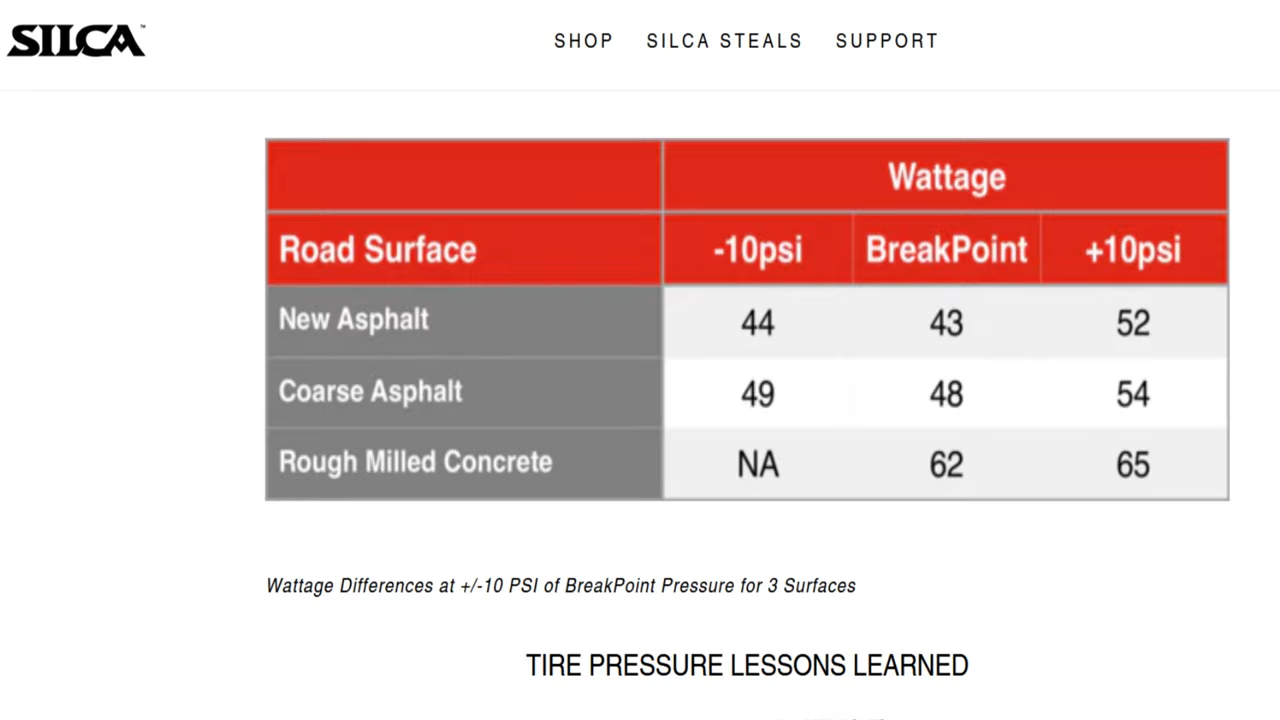 SILCA™
SHOP SILCA STEALS SUPPORT
Wattage
Road Surface -10psi BreakPoint +10psi
New Asphalt 44 43 52
Coarse Asphalt 49 48 54
Rough Milled Concrete NA 62 65
Wattage Differences at +/-10 PSI of BreakPoint Pressure for 3 Surfaces
TIRE PRESSURE LESSONS LEARNED